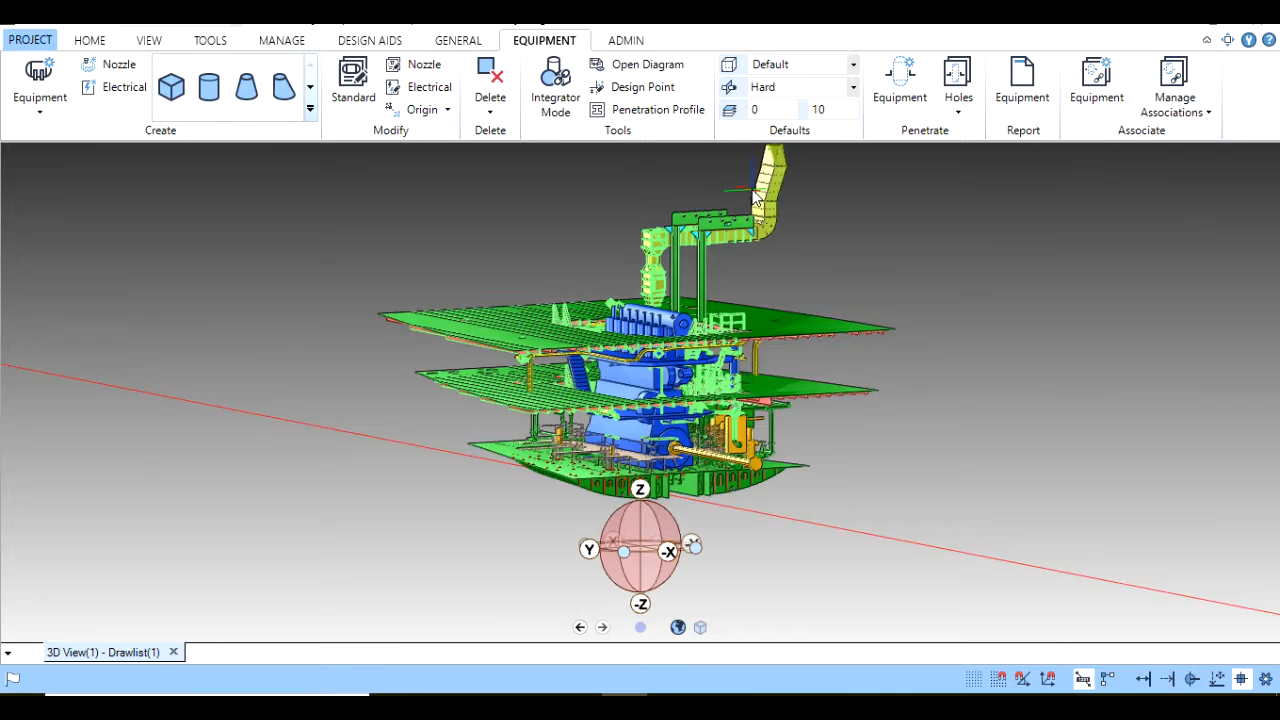 PROJECT HOME VIEW TOOLS MANAGE DESIGN AIDS GENERAL EQUIPMENT ADMIN
Nozzle Nozzle Open Diagram Default
Electrical Electrical Design Point Hard
Equipment Standard Origin Delete Integrator Mode Penetration Profile 0 10 Equipment Holes Equipment Equipment Manage Associations
Create Modify Delete Tools Defaults Penetrate Report Associate
Z
Y -X
-Z
3D View(1) - Drawlist(1)